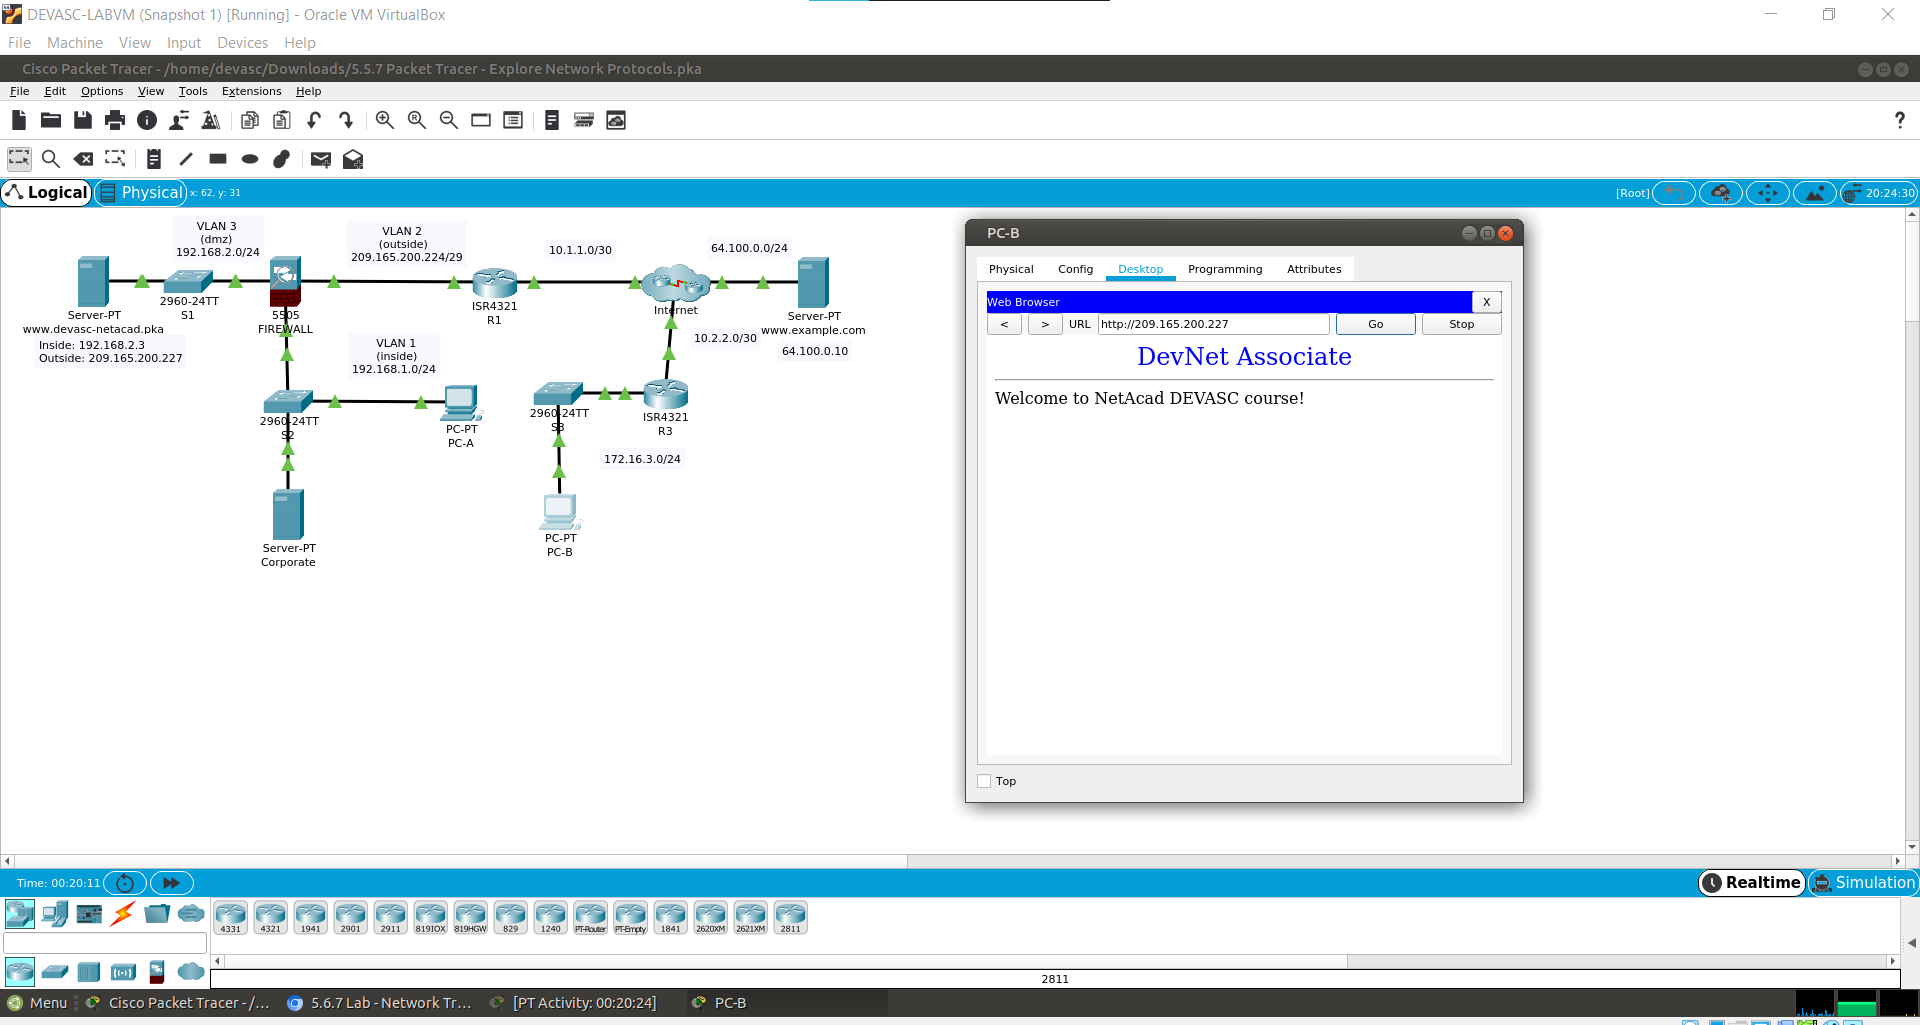 DEVASC-LABVM (Snapshot 1) [Running] - Oracle VM VirtualBox
File Machine View Input Devices Help
Cisco Packet Tracer - /home/devasc/Downloads/5.5.7 Packet Tracer - Explore Network Protocols.pka
File Edit Options View Tools Extensions Help
Logical Physical x: 62, y: 31 [Root] 20:24:30
VLAN 3
(dmz)
192.168.2.0/24
VLAN 2
(outside)
209.165.200.224/29
10.1.1.0/30
64.100.0.0/24
2960-24TT
S1
Server-PT
www.devasc-netacad.pka
Inside: 192.168.2.3
Outside: 209.165.200.227
5505
FIREWALL
ISR4321
R1
Internet
Server-PT
www.example.com
64.100.0.10
10.2.2.0/30
VLAN 1
(inside)
192.168.1.0/24
2960-24TT
S2
PC-PT
PC-A
2960-24TT
S3
ISR4321
R3
172.16.3.0/24
Server-PT
Corporate
PC-PT
PC-B
PC-B
Physical Config Desktop Programming Attributes
Web Browser X
< > URL http://209.165.200.227 Go Stop
DevNet Associate
Welcome to NetAcad DEVASC course!
Top
Time: 00:20:11 Realtime Simulation
4331 4321 1941 2901 2911 819IOX 819HGW 829 1240 PT-Router PT-Empty 1841 2620XM 2621XM 2811
2811
Menu Cisco Packet Tracer - /... 5.6.7 Lab - Network Tr... [PT Activity: 00:20:24] PC-B